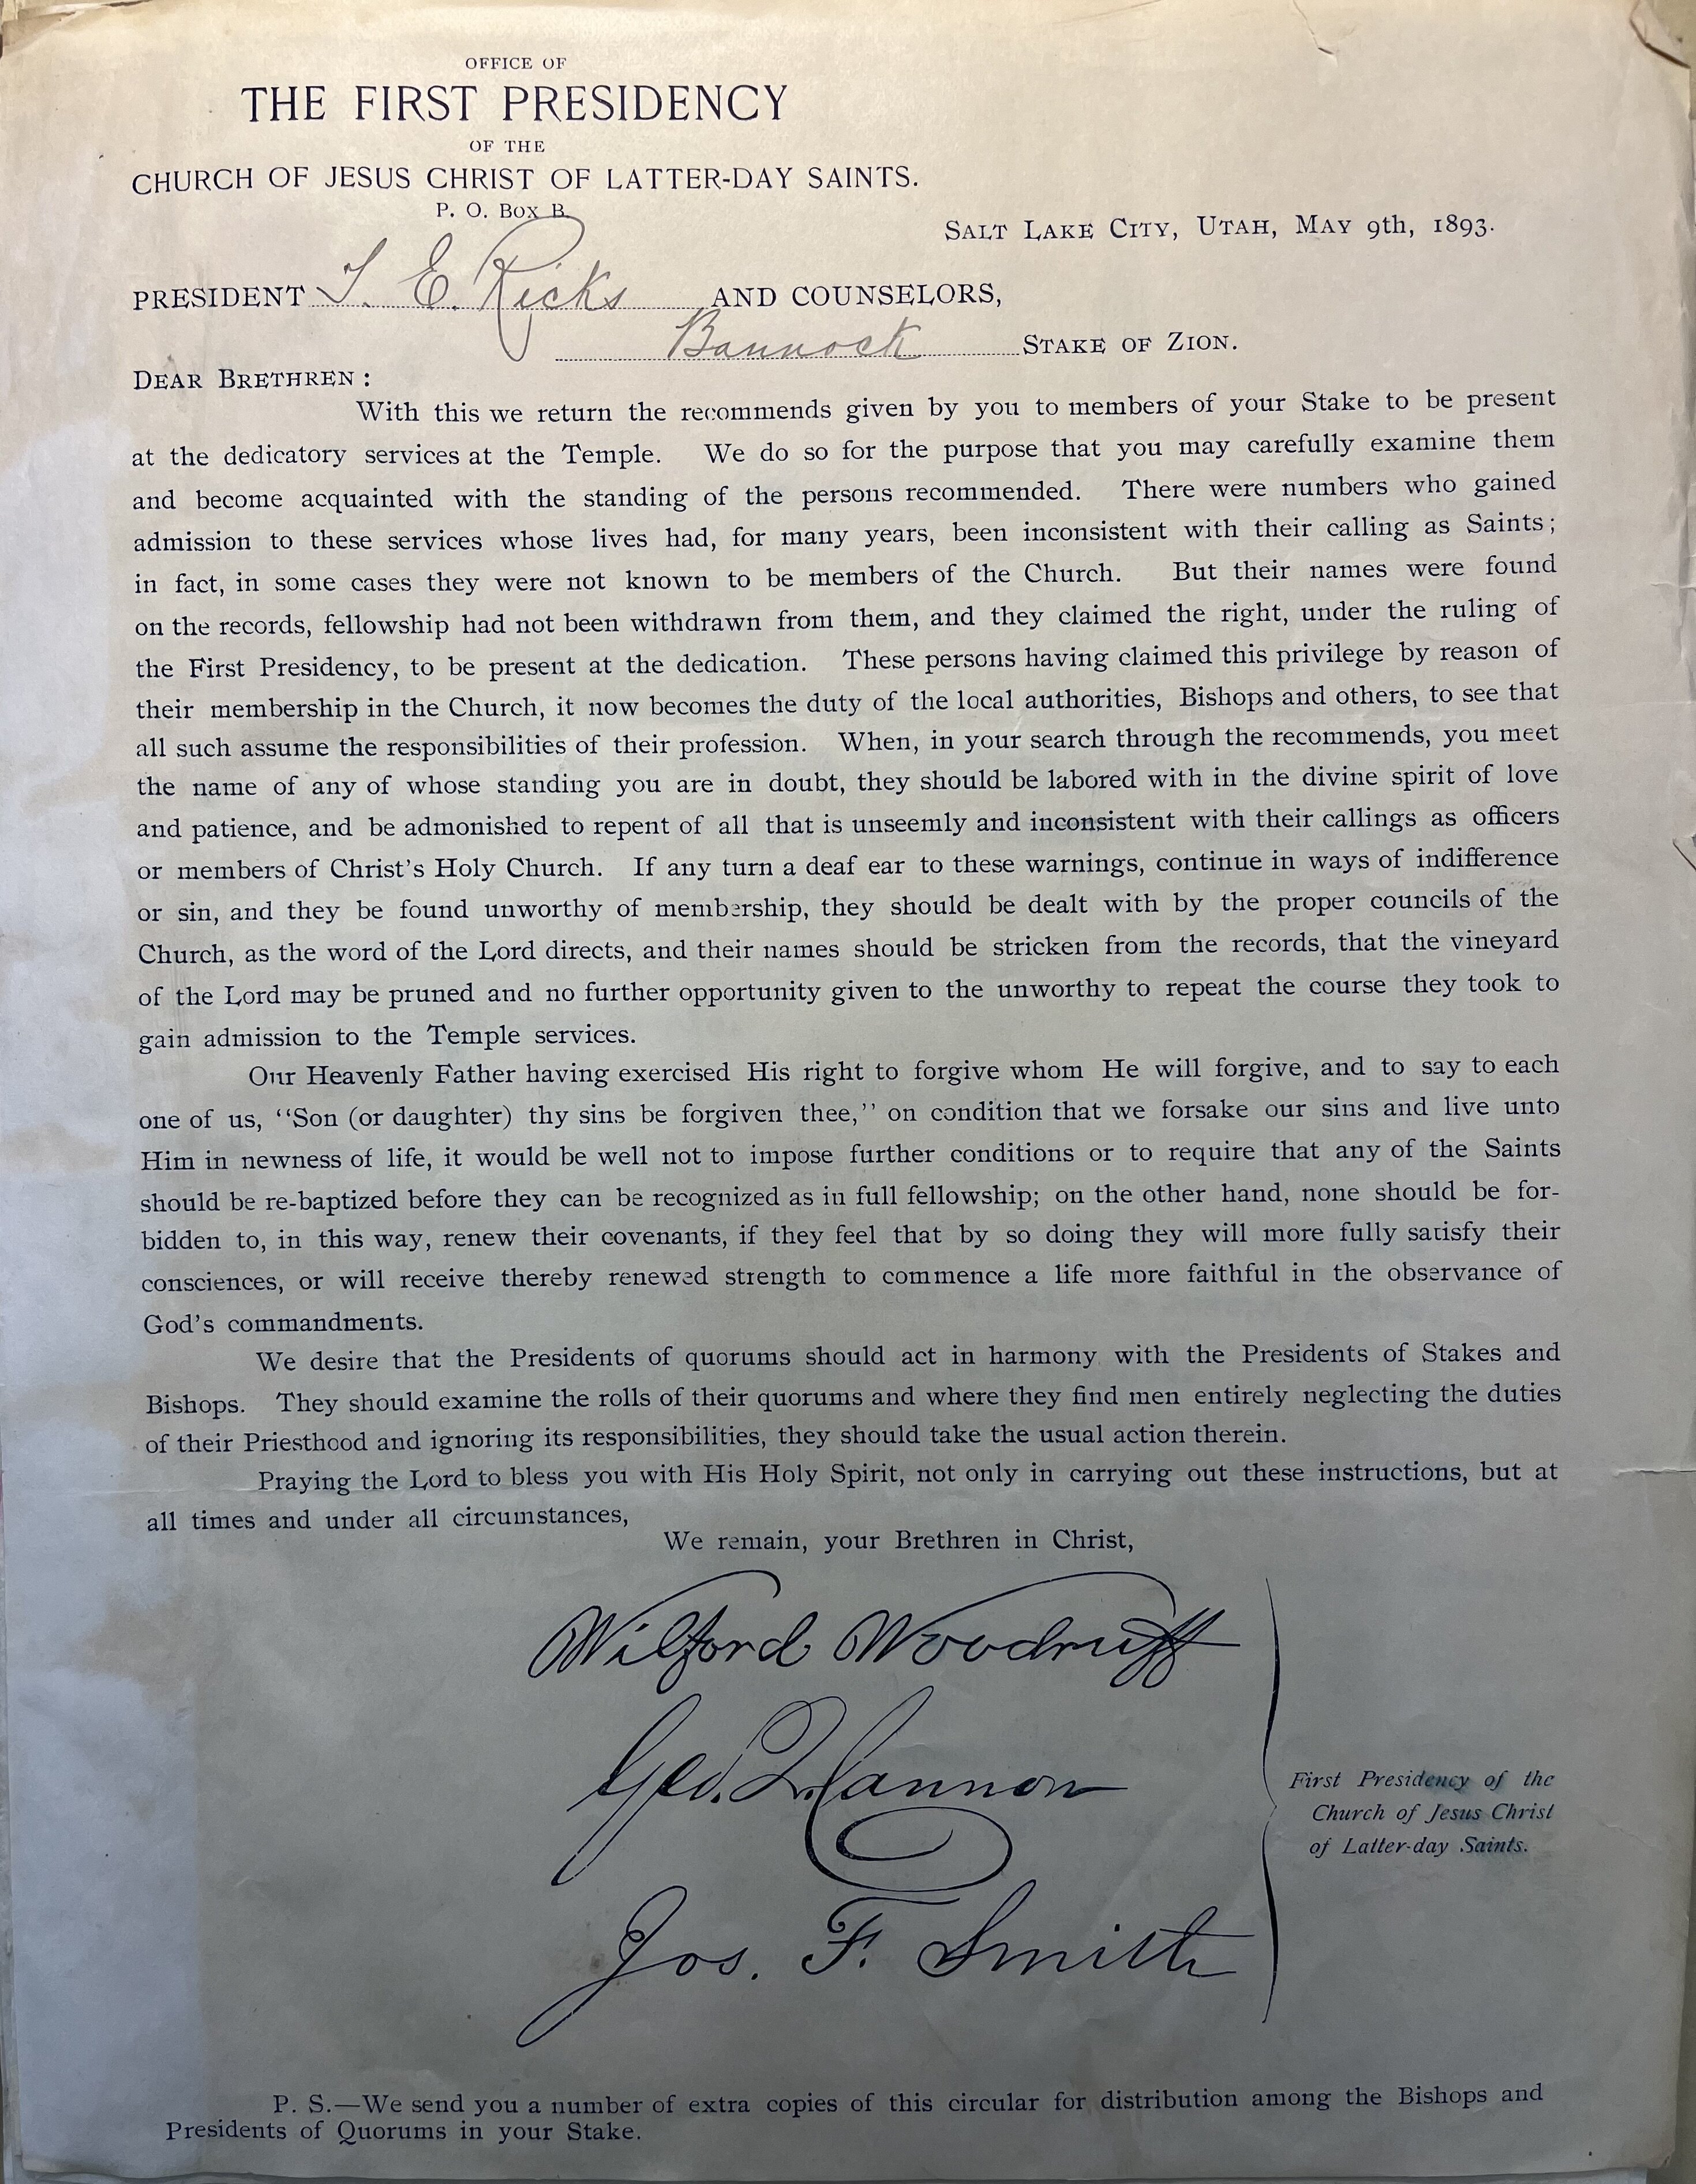 OFFICE OF
THE FIRST PRESIDENCY
OF THE
CHURCH OF JESUS CHRIST OF LATTER-DAY SAINTS.
P. O. Box B.
SALT LAKE CITY, UTAH, MAY 9th, 1893.
PRESIDENT T. E. Ricks AND COUNSELORS,
Bannock STAKE OF ZION.
DEAR BRETHREN:
With this we return the recommends given by you to members of your Stake to be present
at the dedicatory services at the Temple. We do so for the purpose that you may carefully examine them
and become acquainted with the standing of the persons recommended. There were numbers who gained
admission to these services whose lives had, for many years, been inconsistent with their calling as Saints;
in fact, in some cases they were not known to be members of the Church. But their names were found
on the records, fellowship had not been withdrawn from them, and they claimed the right, under the ruling of
the First Presidency, to be present at the dedication. These persons having claimed this privilege by reason of
their membership in the Church, it now becomes the duty of the local authorities, Bishops and others, to see that
all such assume the responsibilities of their profession. When, in your search through the recommends, you meet
the name of any of whose standing you are in doubt, they should be labored with in the divine spirit of love
and patience, and be admonished to repent of all that is unseemly and inconsistent with their callings as officers
or members of Christ's Holy Church. If any turn a deaf ear to these warnings, continue in ways of indifference
or sin, and they be found unworthy of membership, they should be dealt with by the proper councils of the
Church, as the word of the Lord directs, and their names should be stricken from the records, that the vineyard
of the Lord may be pruned and no further opportunity given to the unworthy to repeat the course they took to
gain admission to the Temple services.
Our Heavenly Father having exercised His right to forgive whom He will forgive, and to say to each
one of us, "Son (or daughter) thy sins be forgiven thee," on condition that we forsake our sins and live unto
Him in newness of life, it would be well not to impose further conditions or to require that any of the Saints
should be re-baptized before they can be recognized as in full fellowship; on the other hand, none should be for-
bidden to, in this way, renew their covenants, if they feel that by so doing they will more fully satisfy their
consciences, or will receive thereby renewed strength to commence a life more faithful in the observance of
God's commandments.
We desire that the Presidents of quorums should act in harmony with the Presidents of Stakes and
Bishops. They should examine the rolls of their quorums and where they find men entirely neglecting the duties
of their Priesthood and ignoring its responsibilities, they should take the usual action therein.
Praying the Lord to bless you with His Holy Spirit, not only in carrying out these instructions, but at
all times and under all circumstances,
We remain, your Brethren in Christ,
Wilford Woodruff
Geo. Q. Cannon
Jos. F. Smith
First Presidency of the
Church of Jesus Christ
of Latter-day Saints.
P. S.—We send you a number of extra copies of this circular for distribution among the Bishops and
Presidents of Quorums in your Stake.